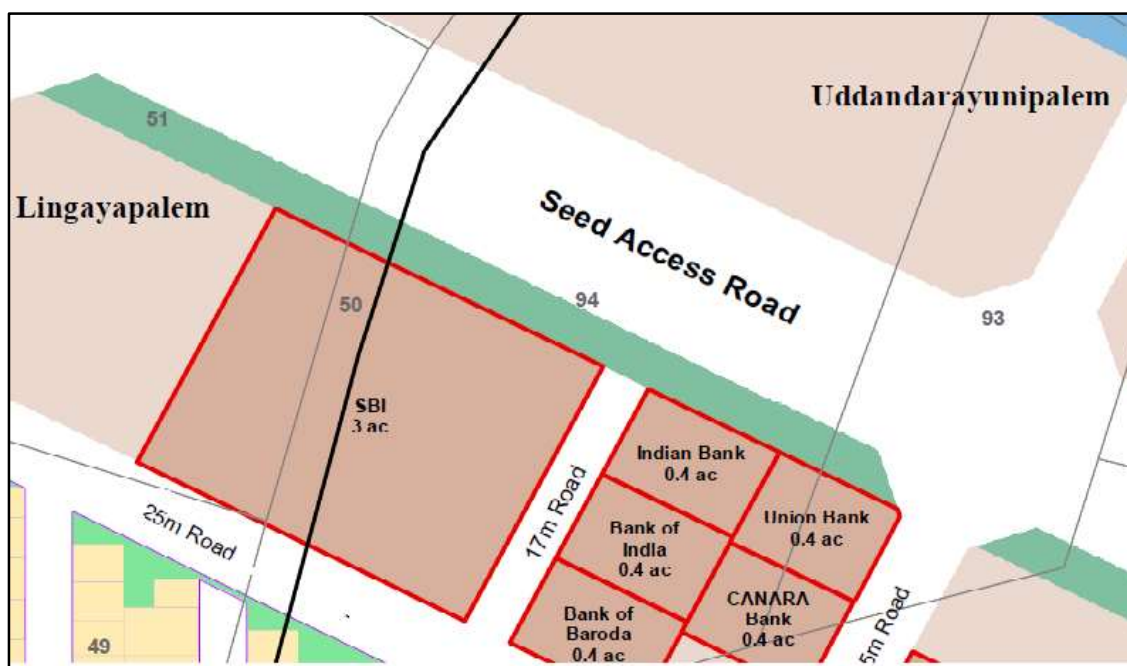 Uddandarayunipalem
51
Lingayapalem
Seed Access Road
50
94
93
SBI
3 ac
Indian Bank
0.4 ac
17m Road
Union Bank
0.4 ac
Bank of
India
0.4 ac
25m Road
CANARA
Bank
0.4 ac
Bank of
Baroda
0.4 ac
49
5m Road